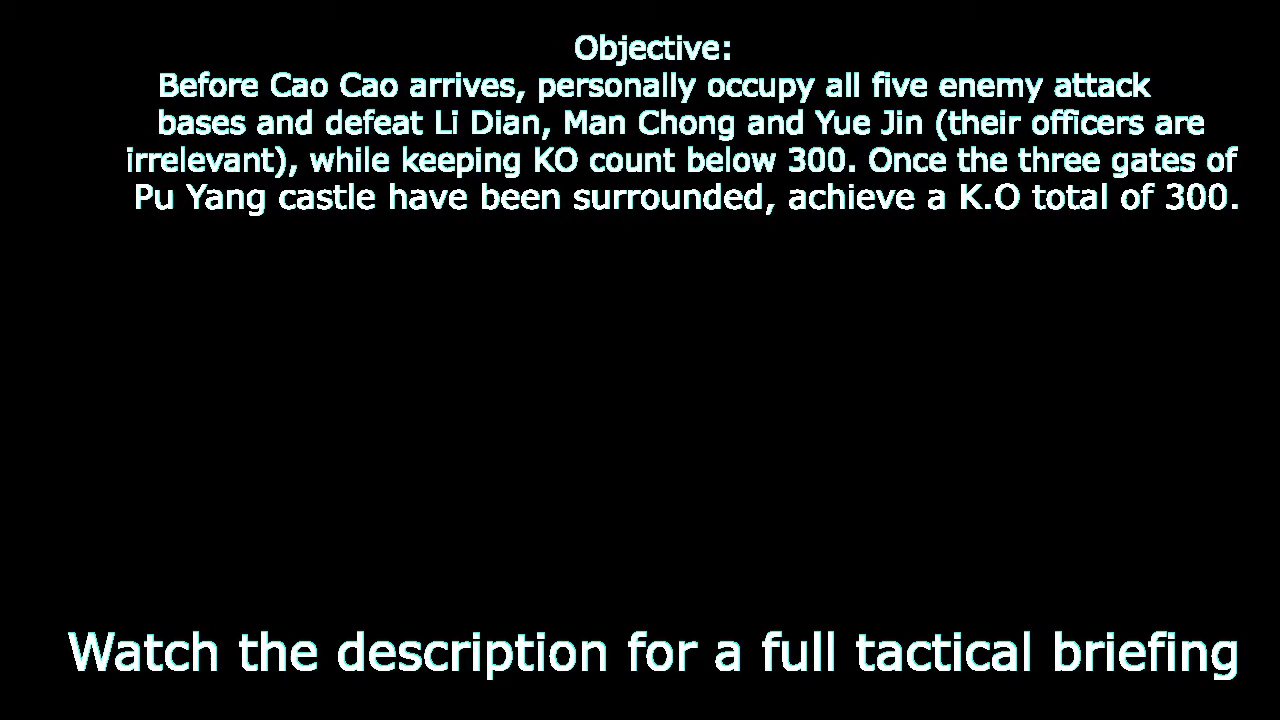 Objective:
Before Cao Cao arrives, personally occupy all five enemy attack
bases and defeat Li Dian, Man Chong and Yue Jin (their officers are
irrelevant), while keeping KO count below 300. Once the three gates of
Pu Yang castle have been surrounded, achieve a K.O total of 300.
Watch the description for a full tactical briefing